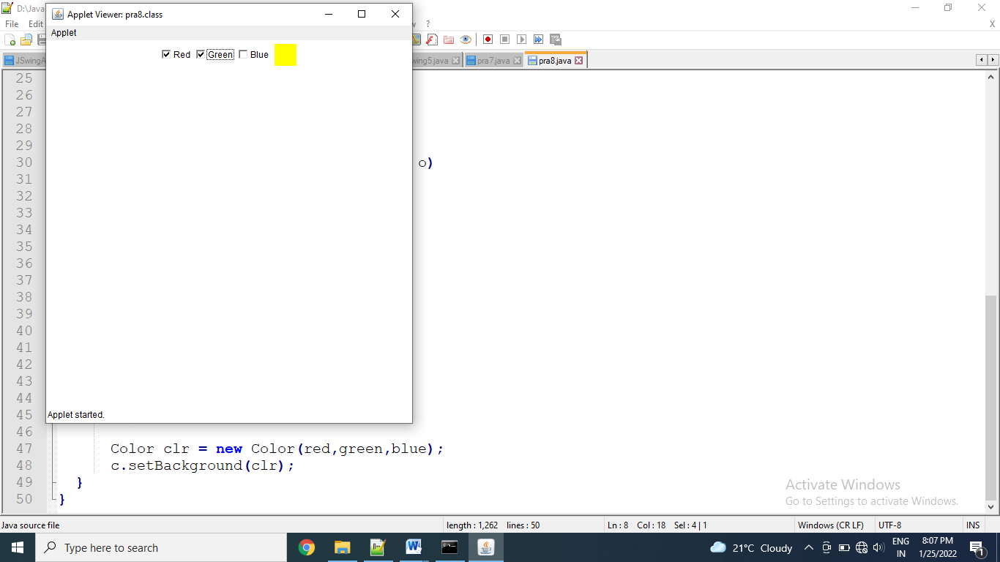 D:\Java
Applet Viewer: pra8.class
File Edit
?
X
Applet
Red Green Blue
JSwingA
wing5.java
pra7.java
pra8.java
25
26
27
28
29
30 o)
31
32
33
34
35
36
37
38
39
40
41
42
43
44
45
Applet started.
46
47 Color clr = new Color(red,green,blue);
48 c.setBackground(clr);
49 }
50 }
Activate Windows
Go to Settings to activate Windows.
Java source file length : 1,262 lines : 50 Ln : 8 Col : 18 Sel : 4 | 1 Windows (CR LF) UTF-8 INS
Type here to search
21°C Cloudy
ENG
IN
8:07 PM
1/25/2022
1